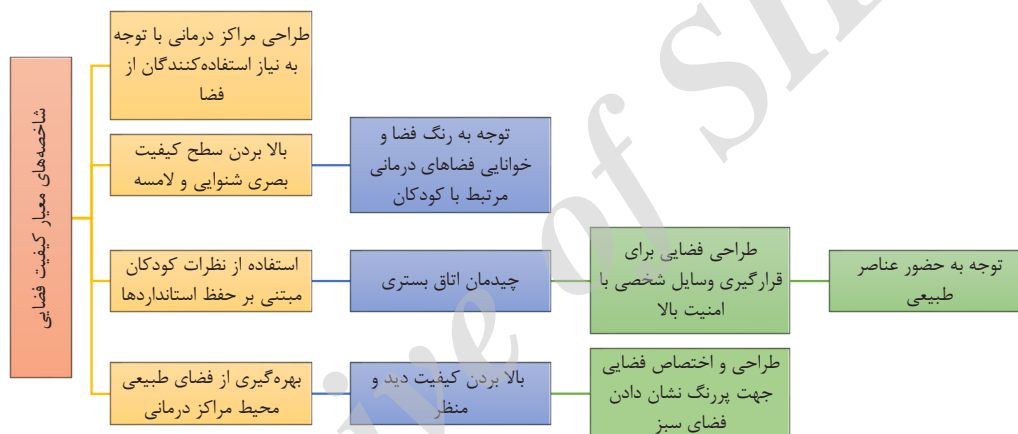 شاخصه‌های معیار کیفیت فضایی
طراحی مراکز درمانی با توجه
به نیاز استفاده‌کنندگان از
فضا
بالا بردن سطح کیفیت
بصری شنوایی و لامسه
توجه به رنگ فضا و
خوانایی فضاهای درمانی
مرتبط با کودکان
استفاده از نظرات کودکان
مبتنی بر حفظ استانداردها
چیدمان اتاق بستری
طراحی فضایی برای
قرارگیری وسایل شخصی با
امنیت بالا
توجه به حضور عناصر
طبیعی
بهره‌گیری از فضای طبیعی
محیط مراکز درمانی
بالا بردن کیفیت دید و
منظر
طراحی و اختصاص فضایی
جهت پررنگ نشان دادن
فضای سبز
ive of SI